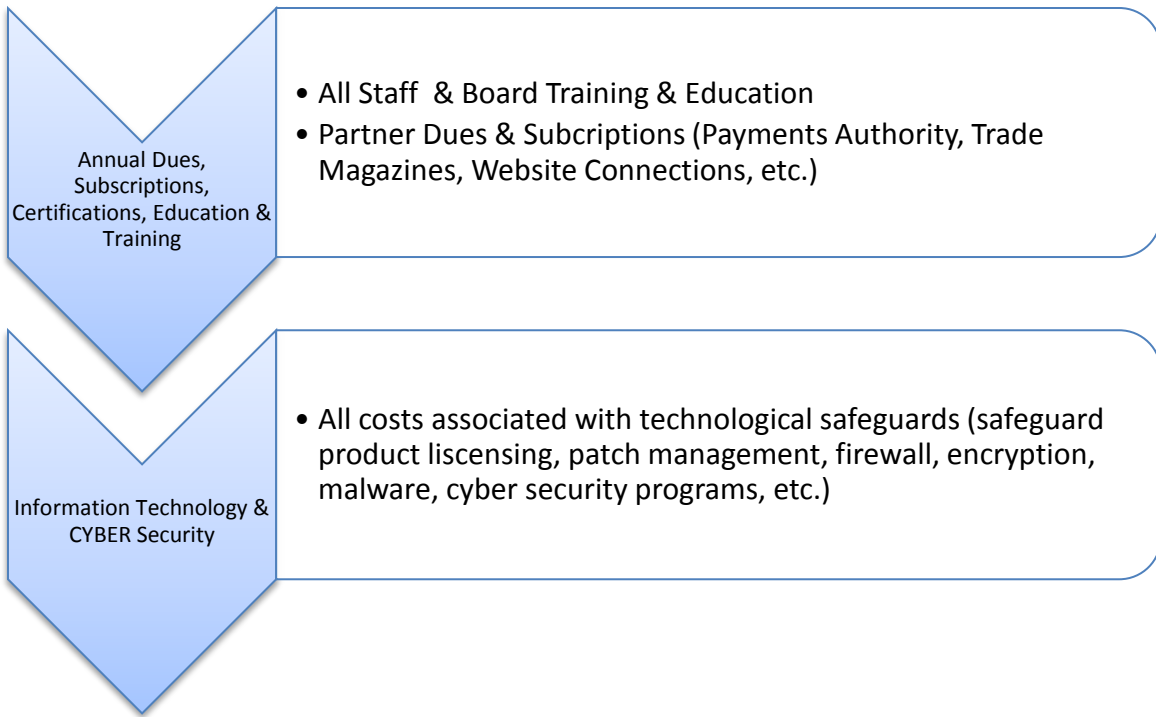 Annual Dues,
Subscriptions,
Certifications, Education &
Training
• All Staff  & Board Training & Education
• Partner Dues & Subcriptions (Payments Authority, Trade
Magazines, Website Connections, etc.)
Information Technology &
CYBER Security
• All costs associated with technological safeguards (safeguard
product liscensing, patch management, firewall, encryption,
malware, cyber security programs, etc.)